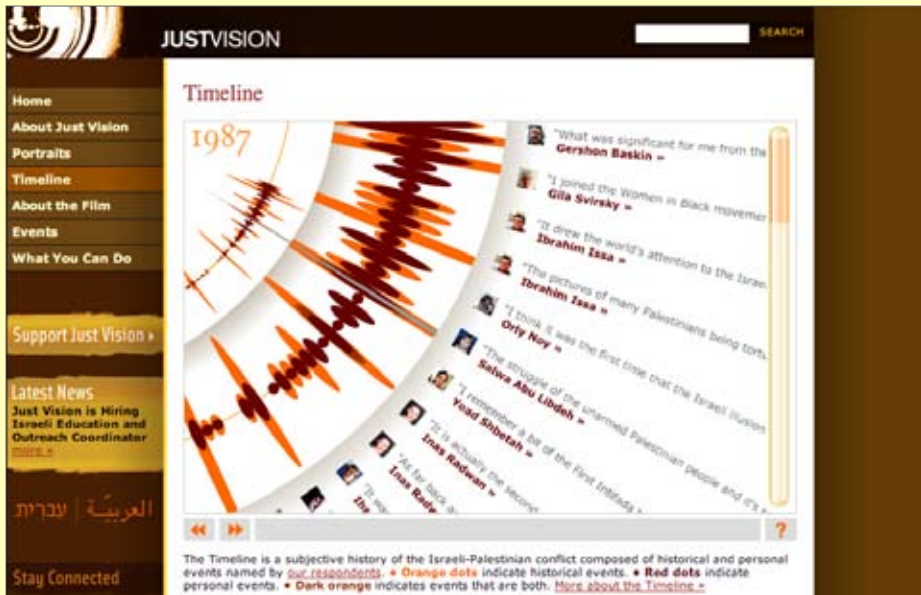 JUSTVISION
SEARCH
Home
About Just Vision
Portraits
Timeline
About the Film
Events
What You Can Do
Support Just Vision
Latest News
Just Vision is Hiring
Israeli Education and
Outreach Coordinator
more »
العربيّة | עברית
Stay Connected
Timeline
1987
"What was significant for me from the
Gershon Baskin »
"I joined the Women in Black movemen
Gila Svirsky »
"It drew the world's attention to the Israe
Ibrahim Issa »
"The pictures of many Palestinians being tortu
Ibrahim Issa »
"I think it was the first time that the Israeli illusion
Orly Noy »
"The struggle of the unarmed Palestinian people and it's
Salwa Abu Libdeh »
"I remember a bit of the First Intifada
Yoad Shbetah »
"It is actually the second
Inas Radwan »
"As far back
Inas Radw
"It w
?
The Timeline is a subjective history of the Israeli-Palestinian conflict composed of historical and personal
events named by our respondents. • Orange dots indicate historical events. • Red dots indicate
personal events. • Dark orange indicates events that are both. More about the Timeline »